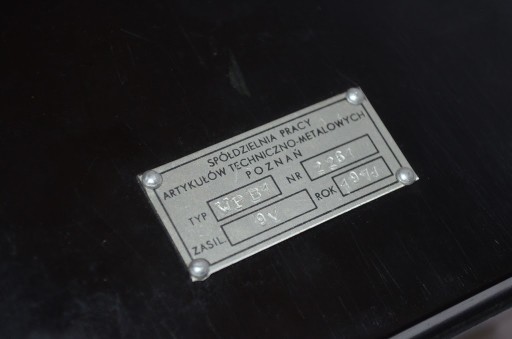 SPÓŁDZIELNIA PRACY
ARTYKUŁÓW TECHNICZNO-METALOWYCH
POZNAŃ
TYP NR
ZASIL. 9V ROK